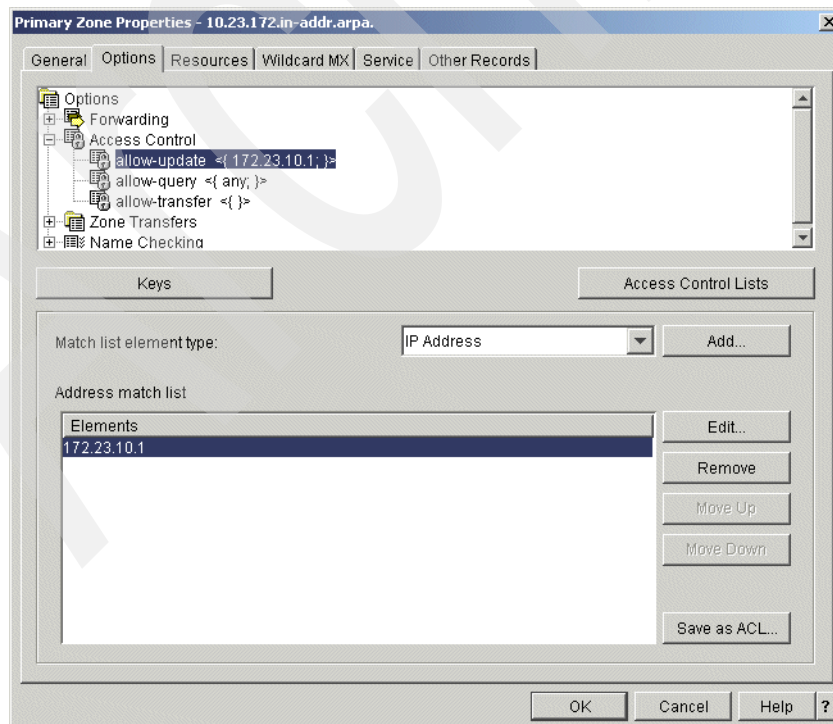 Primary Zone Properties - 10.23.172.in-addr.arpa.
General Options Resources Wildcard MX Service Other Records
Options
Forwarding
Access Control
allow-update <{ 172.23.10.1; }>
allow-query <{ any; }>
allow-transfer <{ }>
Zone Transfers
Name Checking
Keys Access Control Lists
Match list element type: IP Address Add...
Address match list
Elements
172.23.10.1
Edit...
Remove
Move Up
Move Down
Save as ACL...
OK Cancel Help ?